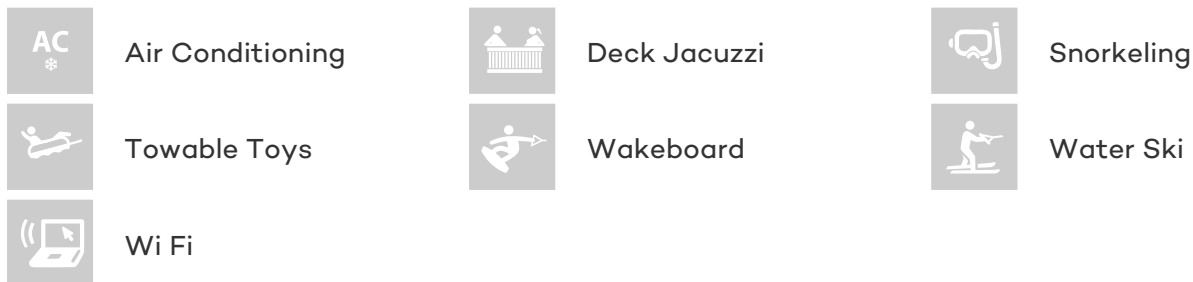 AC
Air Conditioning
Deck Jacuzzi
Snorkeling
Towable Toys
Wakeboard
Water Ski
Wi Fi